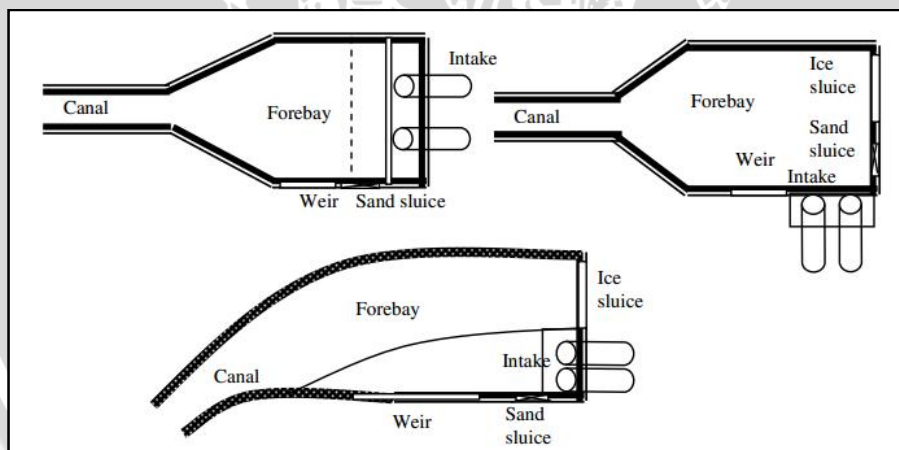 Intake
Canal
Forebay
Weir
Sand sluice
Ice
sluice
Forebay
Canal
Sand
sluice
Weir
Intake
Forebay
Ice
sluice
Intake
Canal
Weir
Sand
sluice